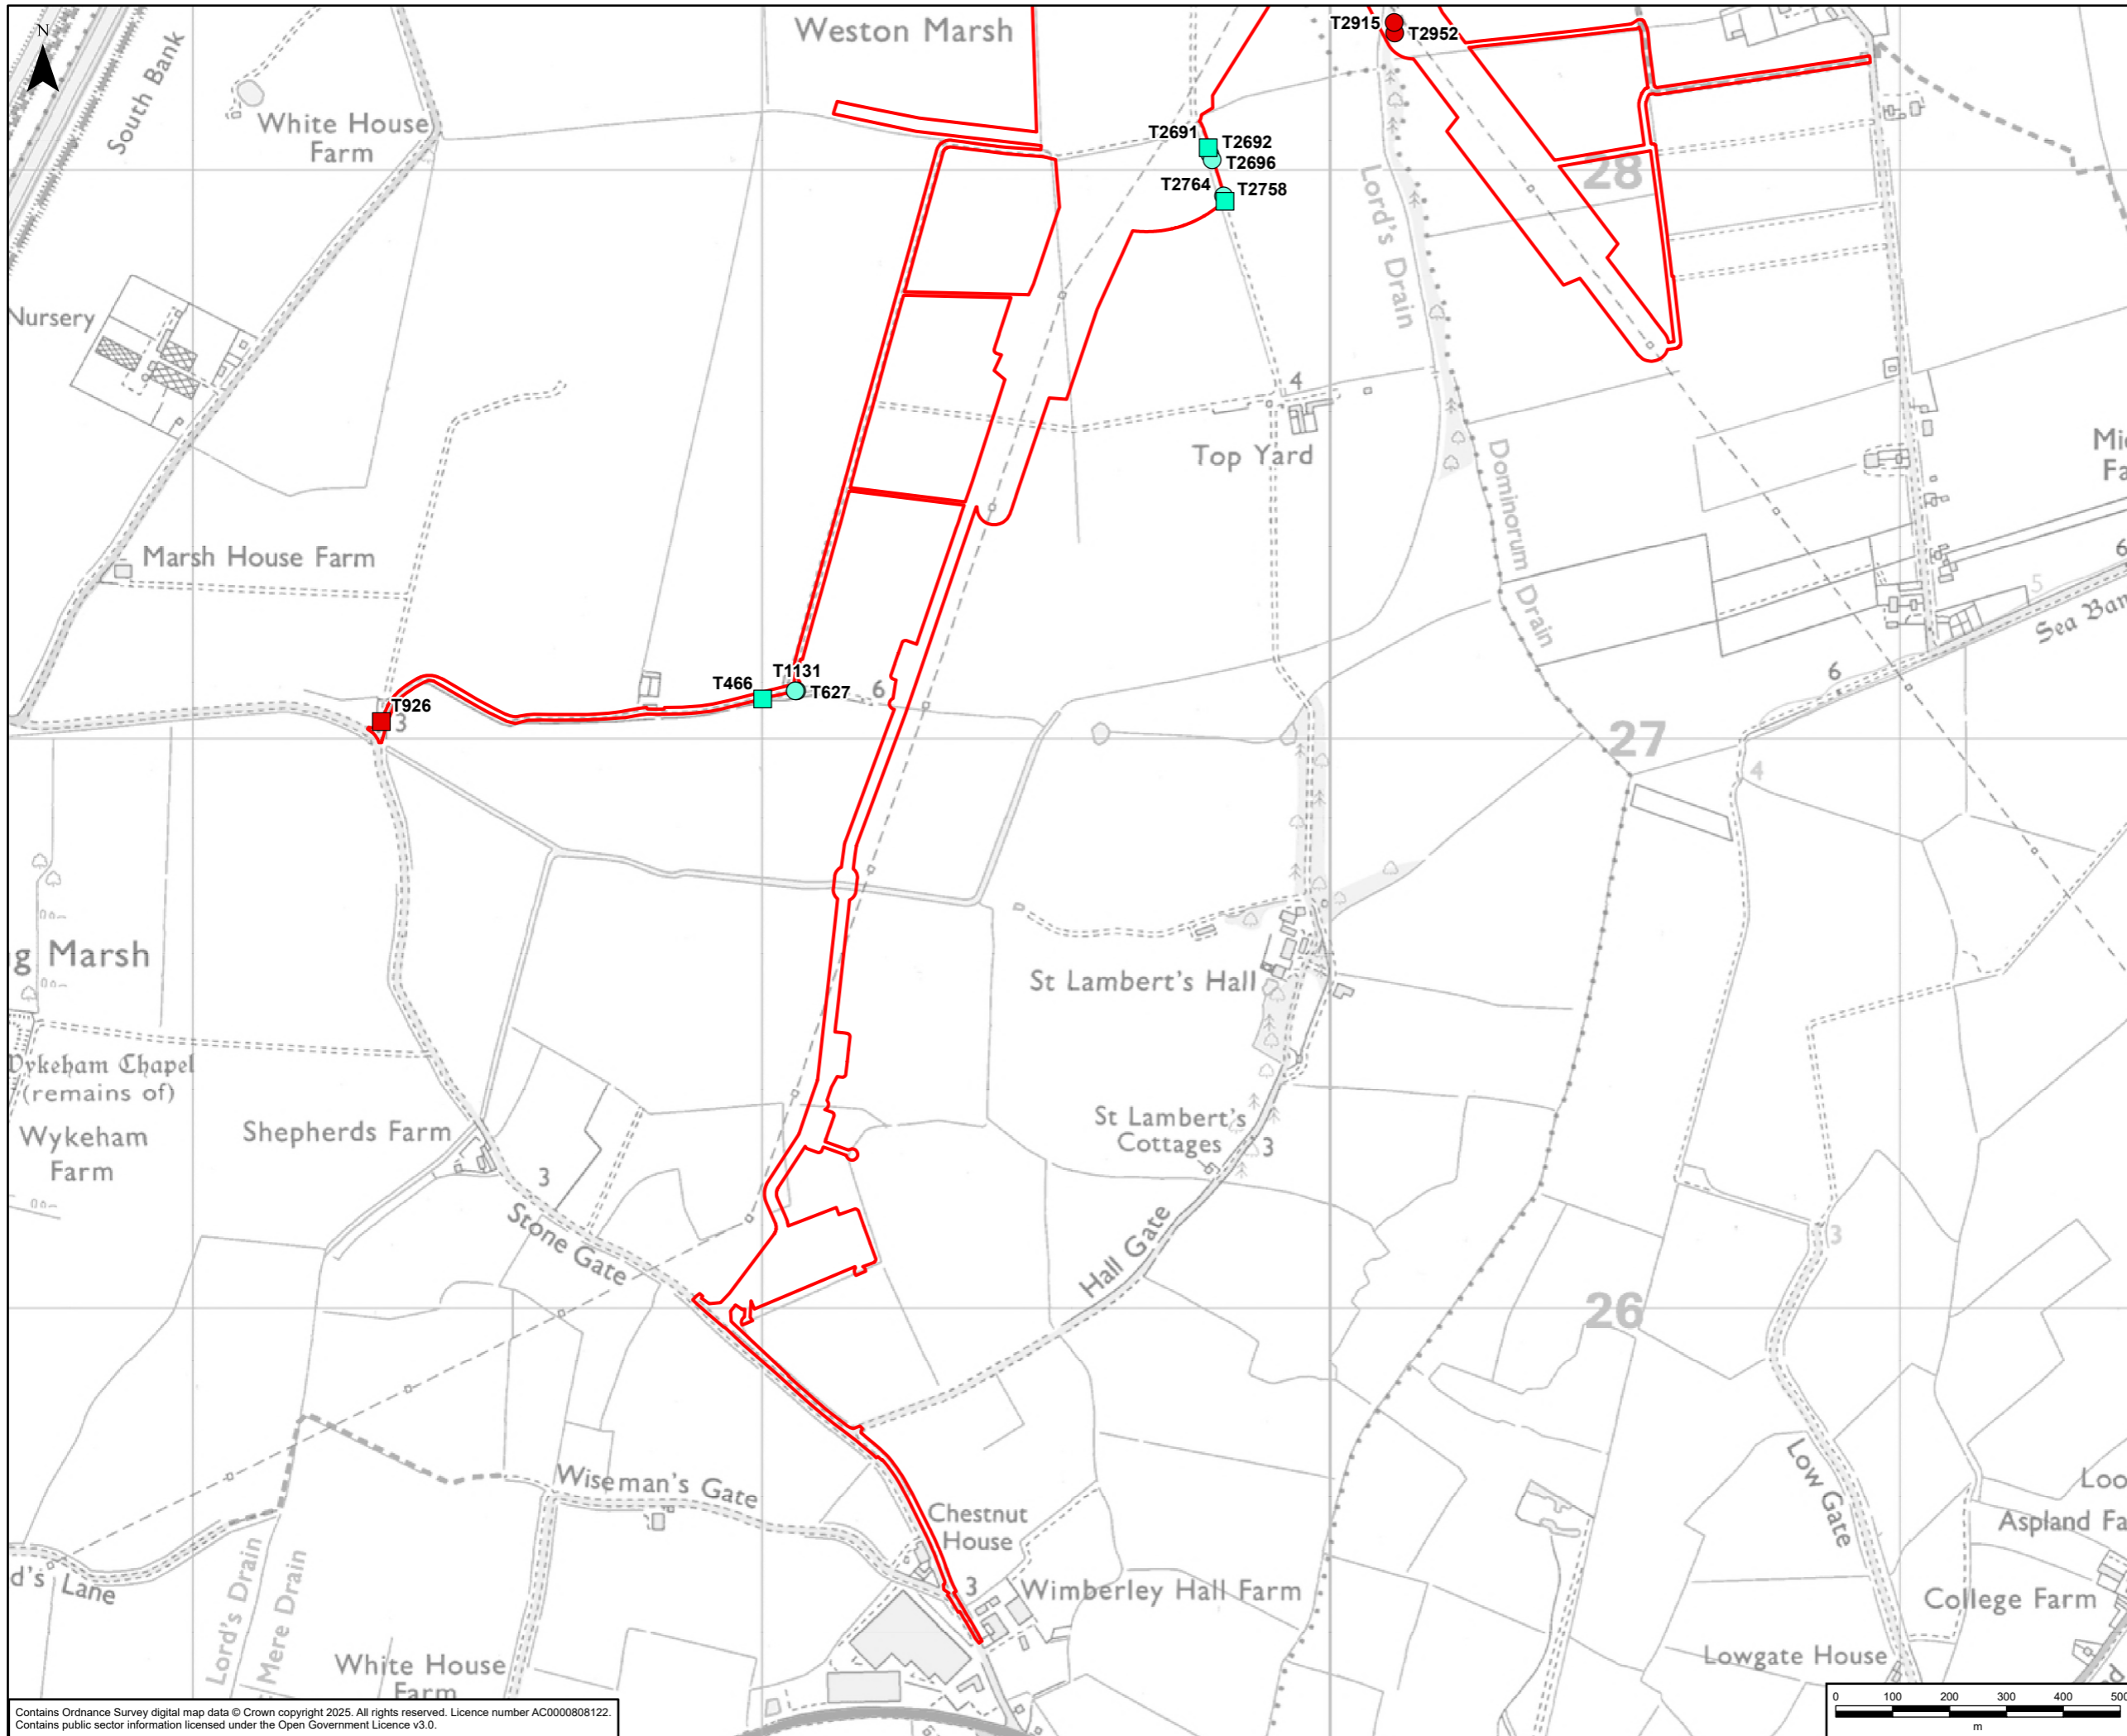 N
Weston Marsh
T2915
T2952
South Bank
White House
Farm
T2691
T2692
T2696
T2764
T2758
28
Lord's Drain
Nursery
4
Top Yard
Dominorum Drain
Marsh House Farm
6
5
Sea
T1131
T466
T627
6
6
T926
3
27
4
g Marsh
St Lambert's Hall
Wykeham Chapel
(remains of)
Wykeham
Farm
Shepherds Farm
St Lambert's
Cottages
3
3
Stone Gate
Hall Gate
3
26
Wiseman's Gate
Low Gate
Chestnut
House
Aspland Fa
d's Lane
Lord's Drain
Mere Drain
3
Wimberley Hall Farm
College Farm
White House
Farm
Lowgate House
Contains Ordnance Survey digital map data © Crown copyright 2025. All rights reserved. Licence number AC0000808122.
Contains public sector information licensed under the Open Government Licence v3.0.
0 100 200 300 400 500
m